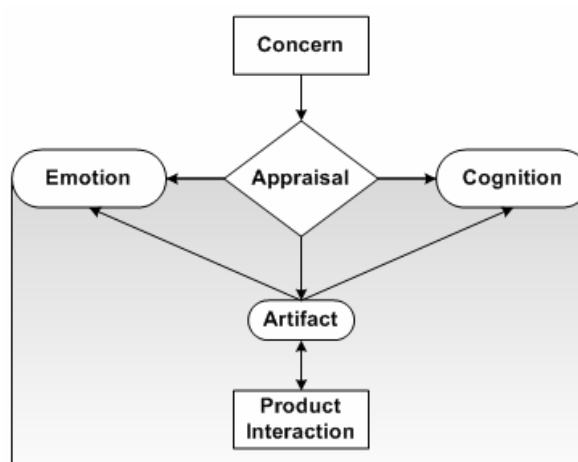 Concern
Emotion
Appraisal
Cognition
Artifact
Product
Interaction